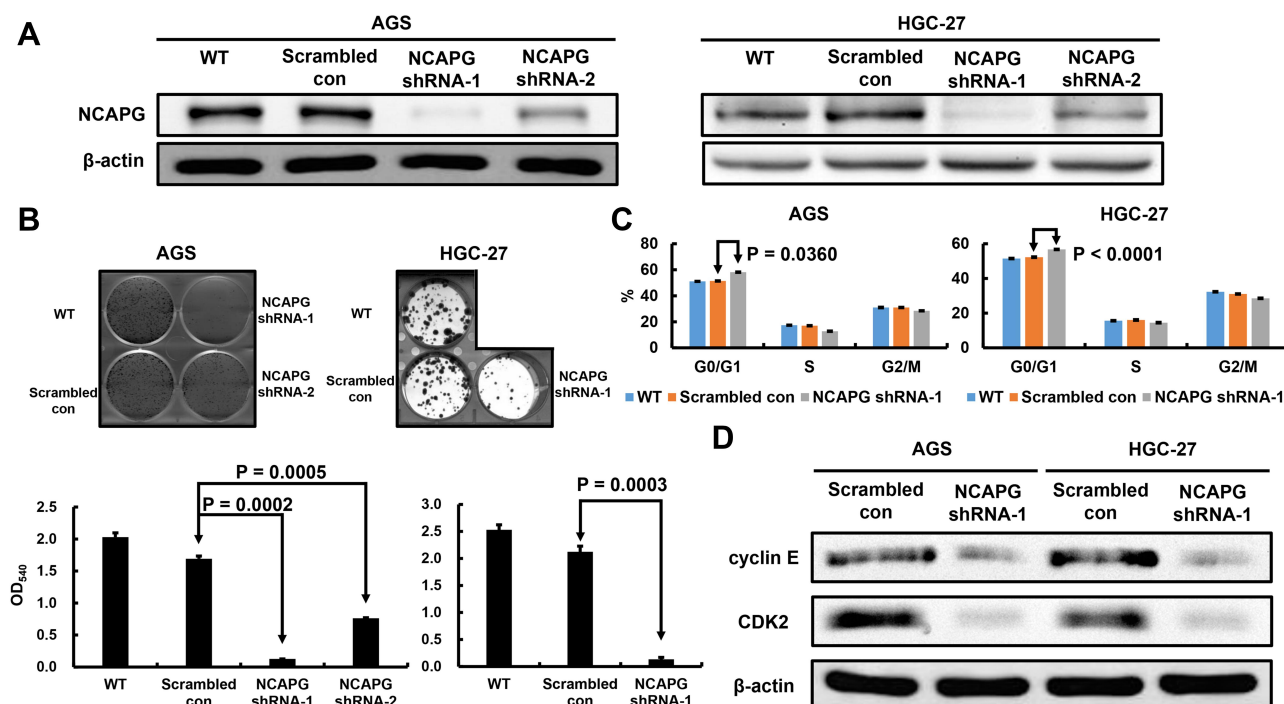 A
AGS
WT
Scrambled
con
NCAPG
shRNA-1
NCAPG
shRNA-2
HGC-27
WT
Scrambled
con
NCAPG
shRNA-1
NCAPG
shRNA-2
NCAPG
β-actin
B
AGS
WT
NCAPG
shRNA-1
Scrambled
con
NCAPG
shRNA-2
HGC-27
WT
Scrambled
con
NCAPG
shRNA-1
P = 0.0005
P = 0.0002
2.5
2.0
1.5
1.0
0.5
0.0
OD540
WT
Scrambled
con
NCAPG
shRNA-1
NCAPG
shRNA-2
P = 0.0003
3.0
2.5
2.0
1.5
1.0
0.5
0.0
WT
Scrambled
con
NCAPG
shRNA-1
C
AGS
80
60
40
20
0
%
P = 0.0360
G0/G1 S G2/M
WT Scrambled con NCAPG shRNA-1
HGC-27
60
40
20
0
P < 0.0001
G0/G1 S G2/M
WT Scrambled con NCAPG shRNA-1
D
AGS
HGC-27
Scrambled
con
NCAPG
shRNA-1
Scrambled
con
NCAPG
shRNA-1
cyclin E
CDK2
β-actin